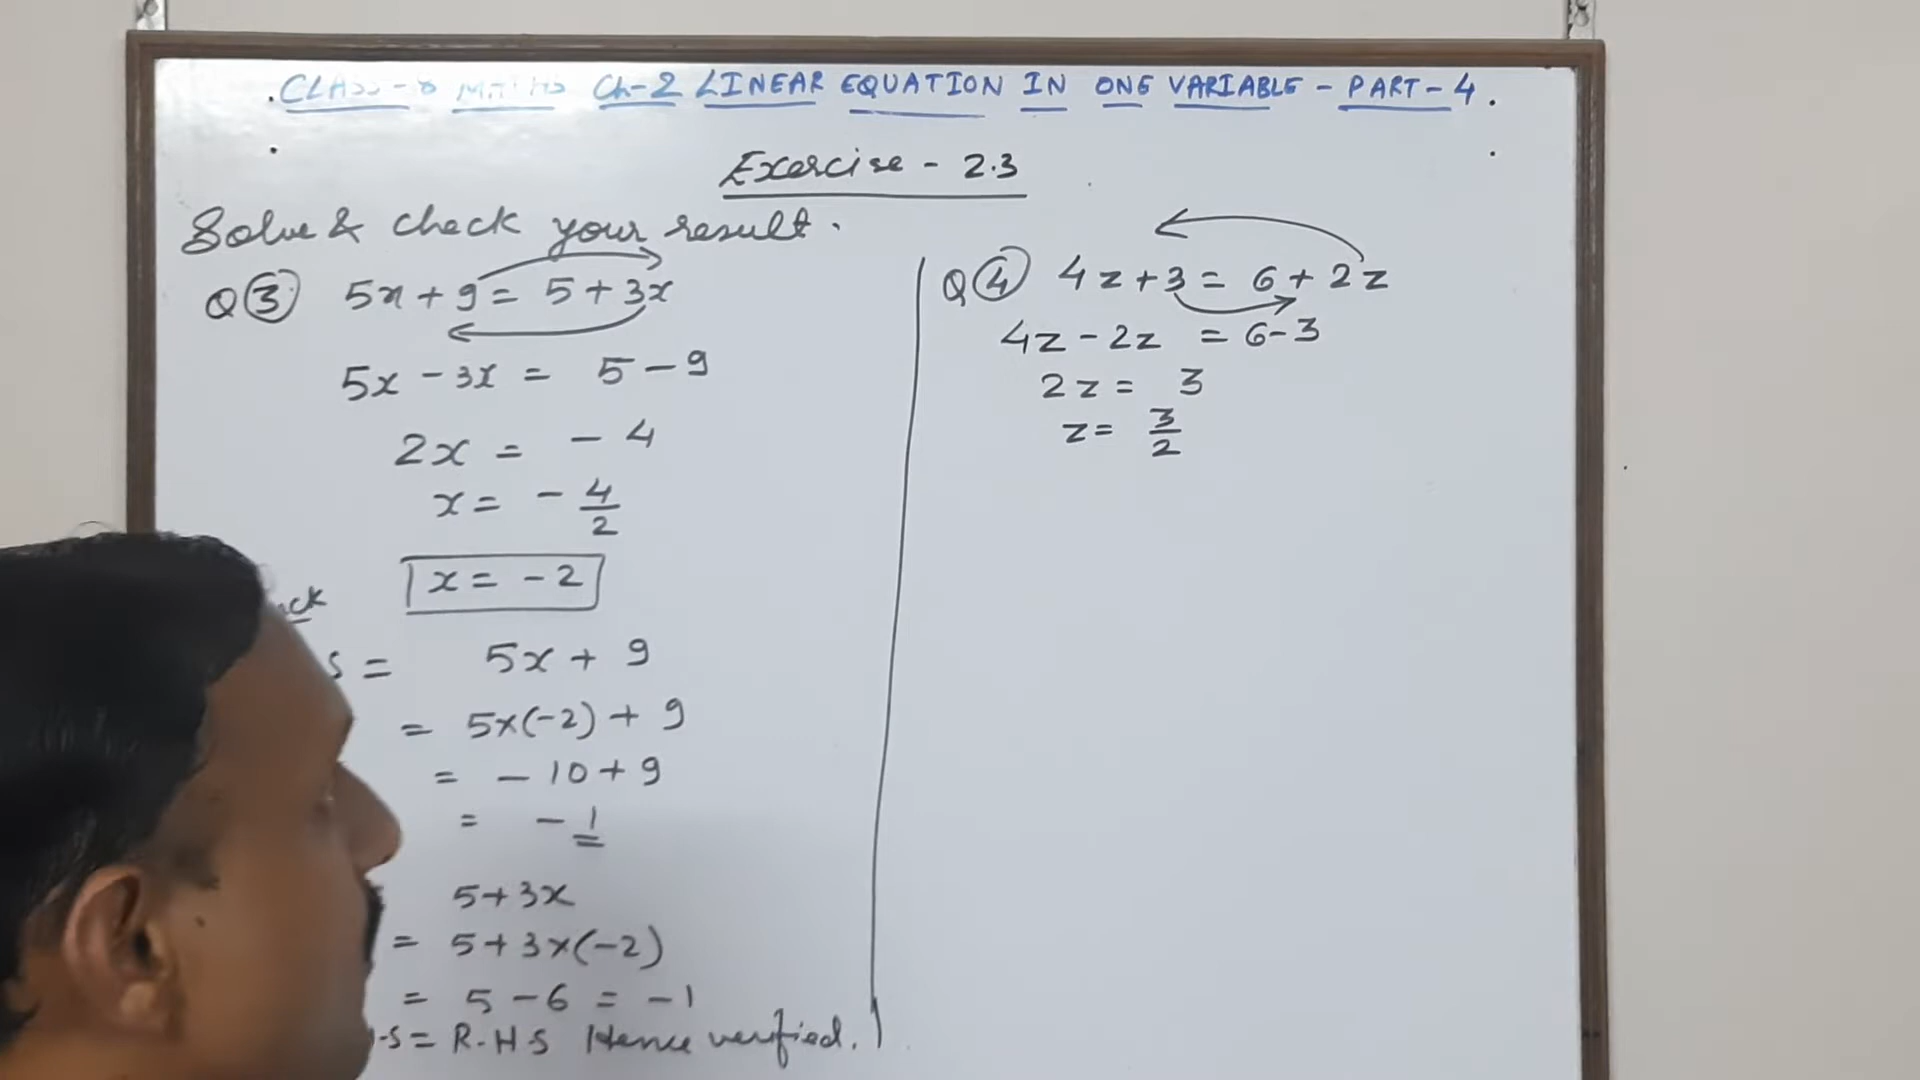 CLASS-8 MATHS Ch-2 LINEAR EQUATION IN ONE VARIABLE - PART-4.
Exercise - 2.3
Solve & check your result.
Q③ 5x+9 = 5+3x
5x - 3x = 5 - 9
2x = - 4
x = - 4/2
x = -2
S = 5x + 9
= 5x(-2) + 9
= - 10 + 9
= - 1
5+3x
= 5+3x(-2)
= 5 - 6 = -1
S = R.H.S Hence verified.
Q④ 4z+3 = 6+2z
4z - 2z = 6-3
2z = 3
z = 3/2